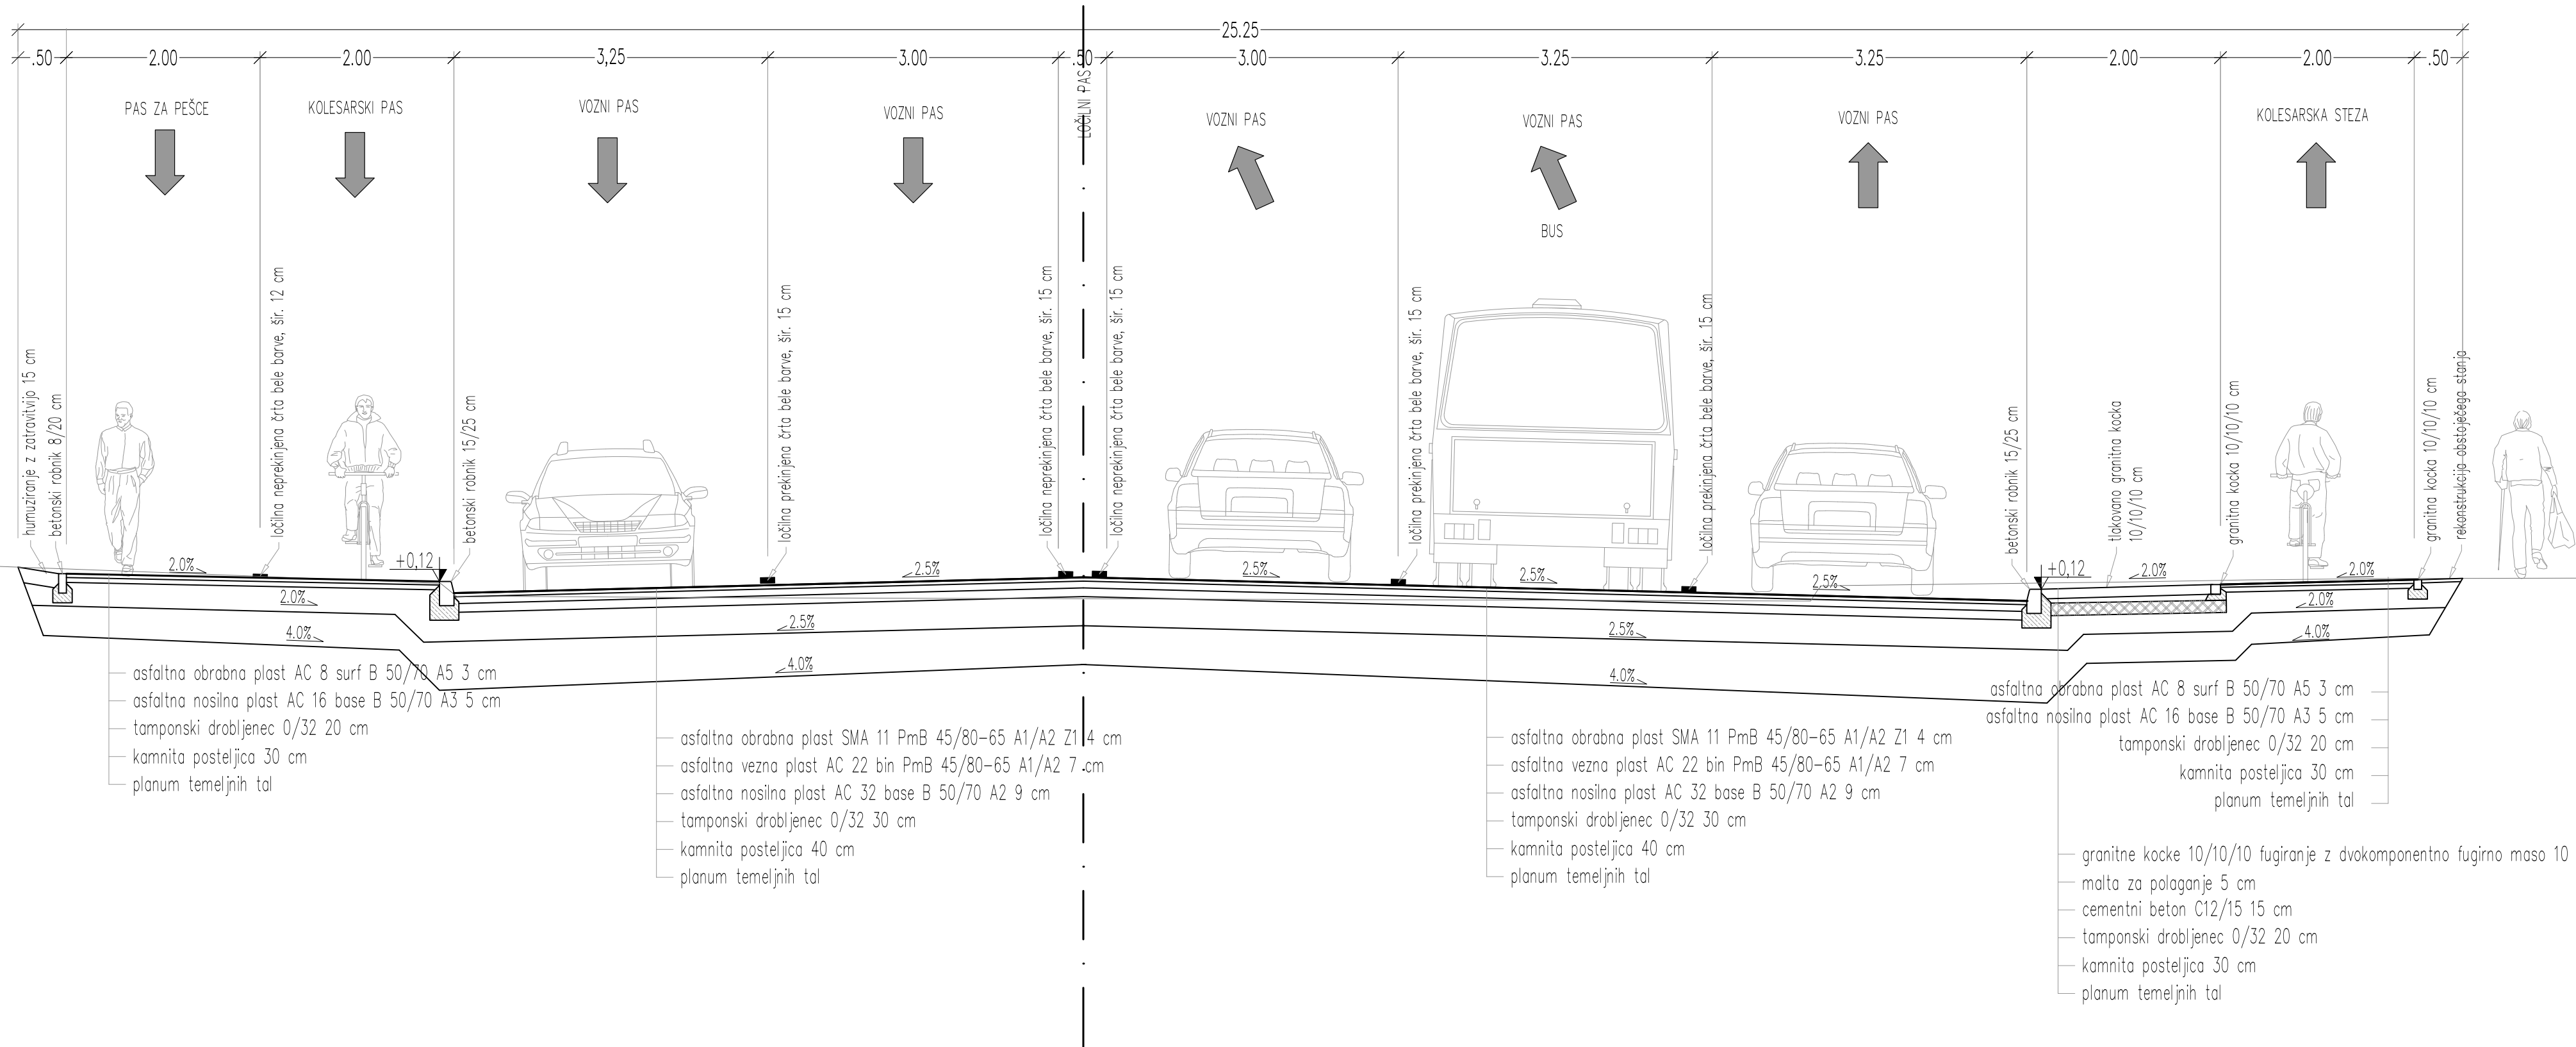 25.25
.50 2.00 2.00 3,25 3.00 .50 3.00 3.25 3.25 2.00 2.00 .50
PAS ZA PEŠCE
KOLESARSKI PAS
VOZNI PAS
VOZNI PAS
LOČILNI PAS
VOZNI PAS
VOZNI PAS
BUS
VOZNI PAS
KOLESARSKA STEZA
humuziranje z zatravitvijo 15 cm
betonski robnik 8/20 cm
ločilna neprekinjena črta bele barve, šir. 12 cm
betonski robnik 15/25 cm
ločilna prekinjena črta bele barve, šir. 15 cm
ločilna neprekinjena črta bele barve, šir. 15 cm
ločilna neprekinjena črta bele barve, šir. 15 cm
ločilna prekinjena črta bele barve, šir. 15 cm
ločilna prekinjena črta bele barve, šir. 15 cm
betonski robnik 15/25 cm
tlakovana granitna kocka
10/10/10 cm
granitna kocka 10/10/10 cm
granitna kocka 10/10/10 cm
rekonstrukcija obstoječega stanja
2.0% +0,12 2.5% 2.5% 2.5% 2.5% +0,12 2.0% 2.0%
2.0% 2.5% 2.5% 2.0%
4.0% 4.0% 4.0% 4.0%
asfaltna obrabna plast AC 8 surf B 50/70 A5 3 cm
asfaltna nosilna plast AC 16 base B 50/70 A3 5 cm
tamponski drobljenec 0/32 20 cm
kamnita posteljica 30 cm
planum temeljnih tal
asfaltna obrabna plast SMA 11 PmB 45/80-65 A1/A2 Z1 4 cm
asfaltna vezna plast AC 22 bin PmB 45/80-65 A1/A2 7 cm
asfaltna nosilna plast AC 32 base B 50/70 A2 9 cm
tamponski drobljenec 0/32 30 cm
kamnita posteljica 40 cm
planum temeljnih tal
asfaltna obrabna plast SMA 11 PmB 45/80-65 A1/A2 Z1 4 cm
asfaltna vezna plast AC 22 bin PmB 45/80-65 A1/A2 7 cm
asfaltna nosilna plast AC 32 base B 50/70 A2 9 cm
tamponski drobljenec 0/32 30 cm
kamnita posteljica 40 cm
planum temeljnih tal
asfaltna obrabna plast AC 8 surf B 50/70 A5 3 cm
asfaltna nosilna plast AC 16 base B 50/70 A3 5 cm
tamponski drobljenec 0/32 20 cm
kamnita posteljica 30 cm
planum temeljnih tal
granitne kocke 10/10/10 fugiranje z dvokomponentno fugirno maso 10
malta za polaganje 5 cm
cementni beton C12/15 15 cm
tamponski drobljenec 0/32 20 cm
kamnita posteljica 30 cm
planum temeljnih tal